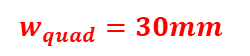 w_quad = 30mm